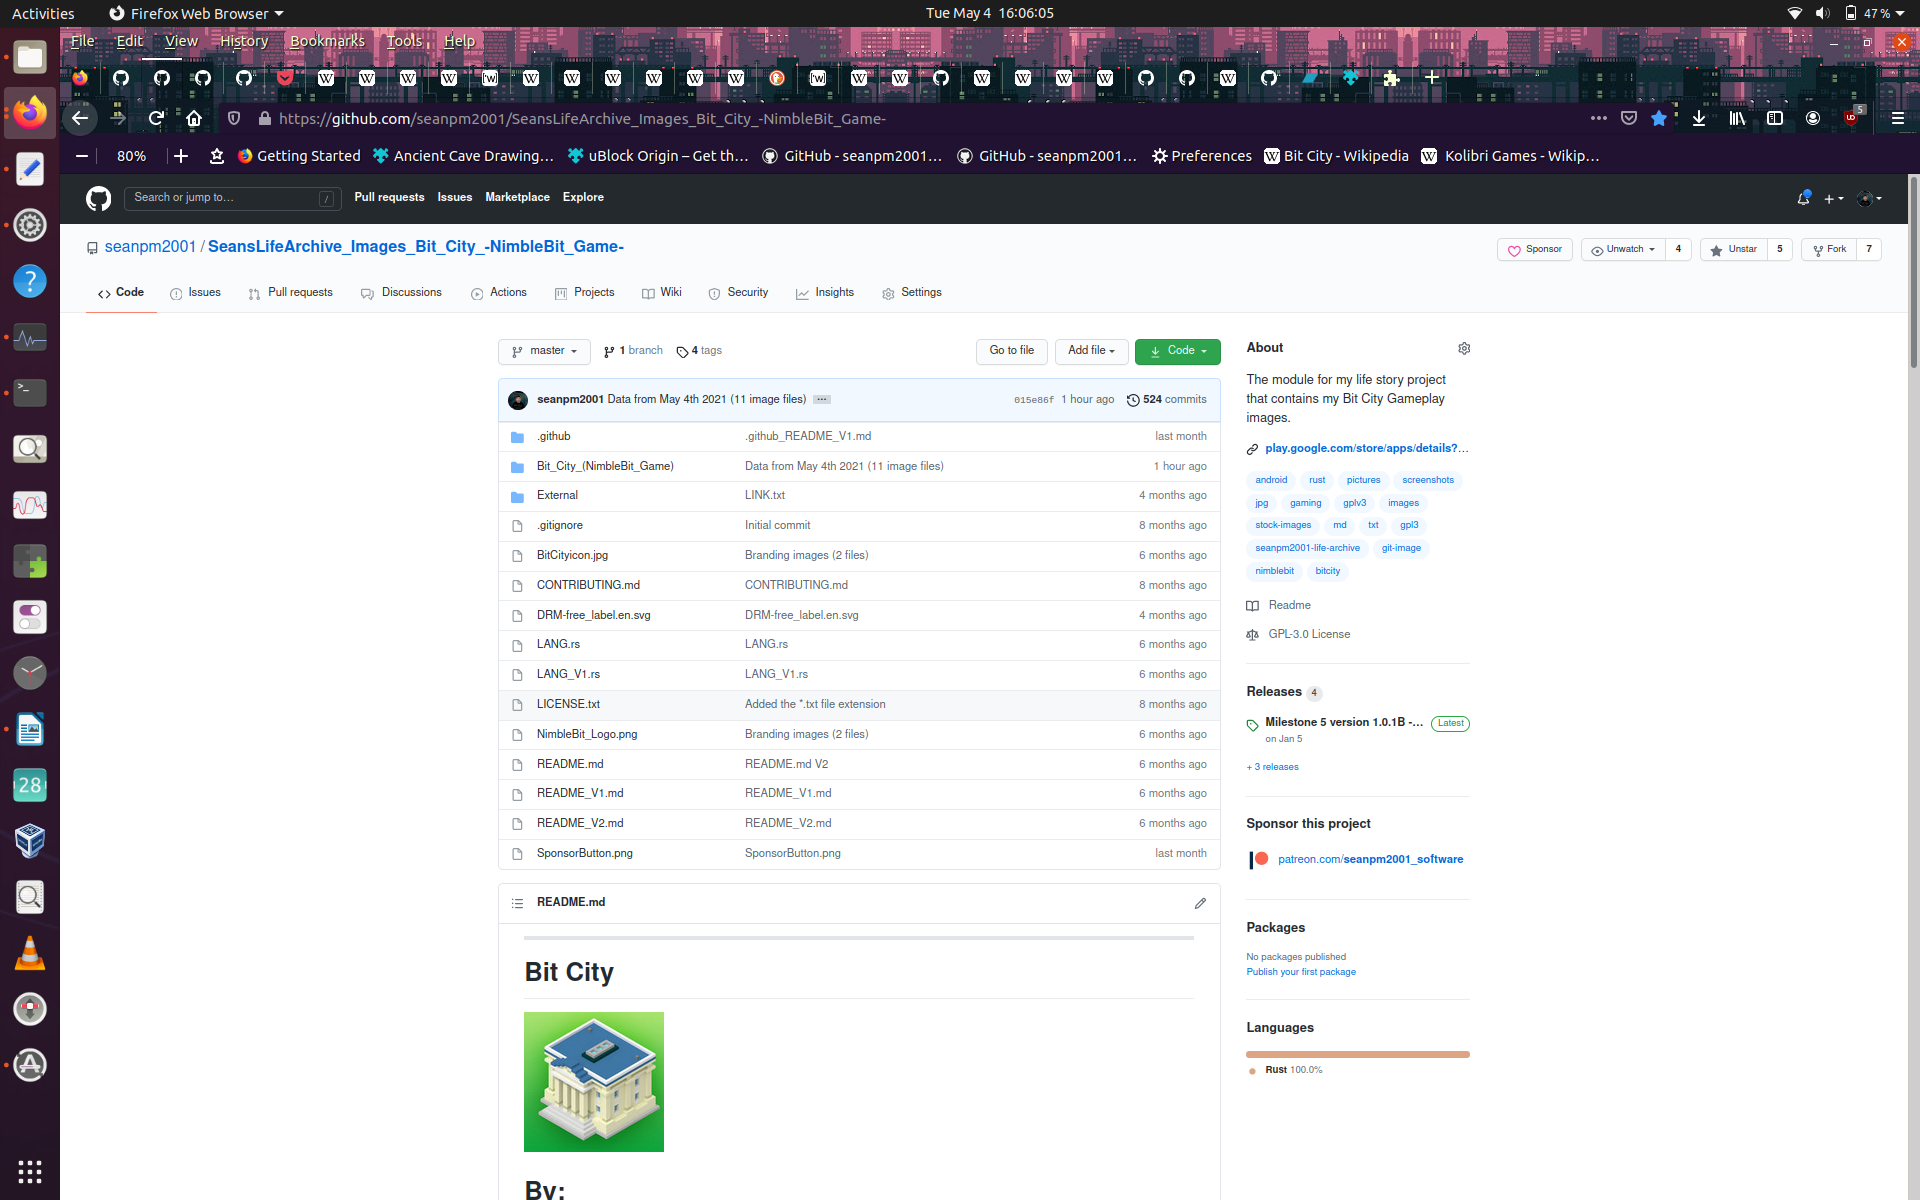 Activities Firefox Web Browser Tue May 4 16:06:05 47 %
File Edit View History Bookmarks Tools Help
https://github.com/seanpm2001/SeansLifeArchive_Images_Bit_City_-NimbleBit_Game- 5
80% Getting Started Ancient Cave Drawing… uBlock Origin – Get th… GitHub - seanpm2001… GitHub - seanpm2001… Preferences Bit City - Wikipedia Kolibri Games - Wikip…
Search or jump to… / Pull requests Issues Marketplace Explore
seanpm2001 / SeansLifeArchive_Images_Bit_City_-NimbleBit_Game- Sponsor Unwatch 4 Unstar 5 Fork 7
Code Issues Pull requests Discussions Actions Projects Wiki Security Insights Settings
master 1 branch 4 tags Go to file Add file Code
seanpm2001 Data from May 4th 2021 (11 image files) ··· 015e86f 1 hour ago 524 commits
.github .github_README_V1.md last month
Bit_City_(NimbleBit_Game) Data from May 4th 2021 (11 image files) 1 hour ago
External LINK.txt 4 months ago
.gitignore Initial commit 8 months ago
BitCityicon.jpg Branding images (2 files) 6 months ago
CONTRIBUTING.md CONTRIBUTING.md 8 months ago
DRM-free_label.en.svg DRM-free_label.en.svg 4 months ago
LANG.rs LANG.rs 6 months ago
LANG_V1.rs LANG_V1.rs 6 months ago
LICENSE.txt Added the *.txt file extension 8 months ago
NimbleBit_Logo.png Branding images (2 files) 6 months ago
README.md README.md V2 6 months ago
README_V1.md README_V1.md 6 months ago
README_V2.md README_V2.md 6 months ago
SponsorButton.png SponsorButton.png last month
README.md
Bit City
By:
About
The module for my life story project
that contains my Bit City Gameplay
images.
play.google.com/store/apps/details?…
android rust pictures screenshots
jpg gaming gplv3 images
stock-images md txt gpl3
seanpm2001-life-archive git-image
nimblebit bitcity
Readme
GPL-3.0 License
Releases 4
Milestone 5 version 1.0.1B -… Latest
on Jan 5
+ 3 releases
Sponsor this project
patreon.com/seanpm2001_software
Packages
No packages published
Publish your first package
Languages
Rust 100.0%
28